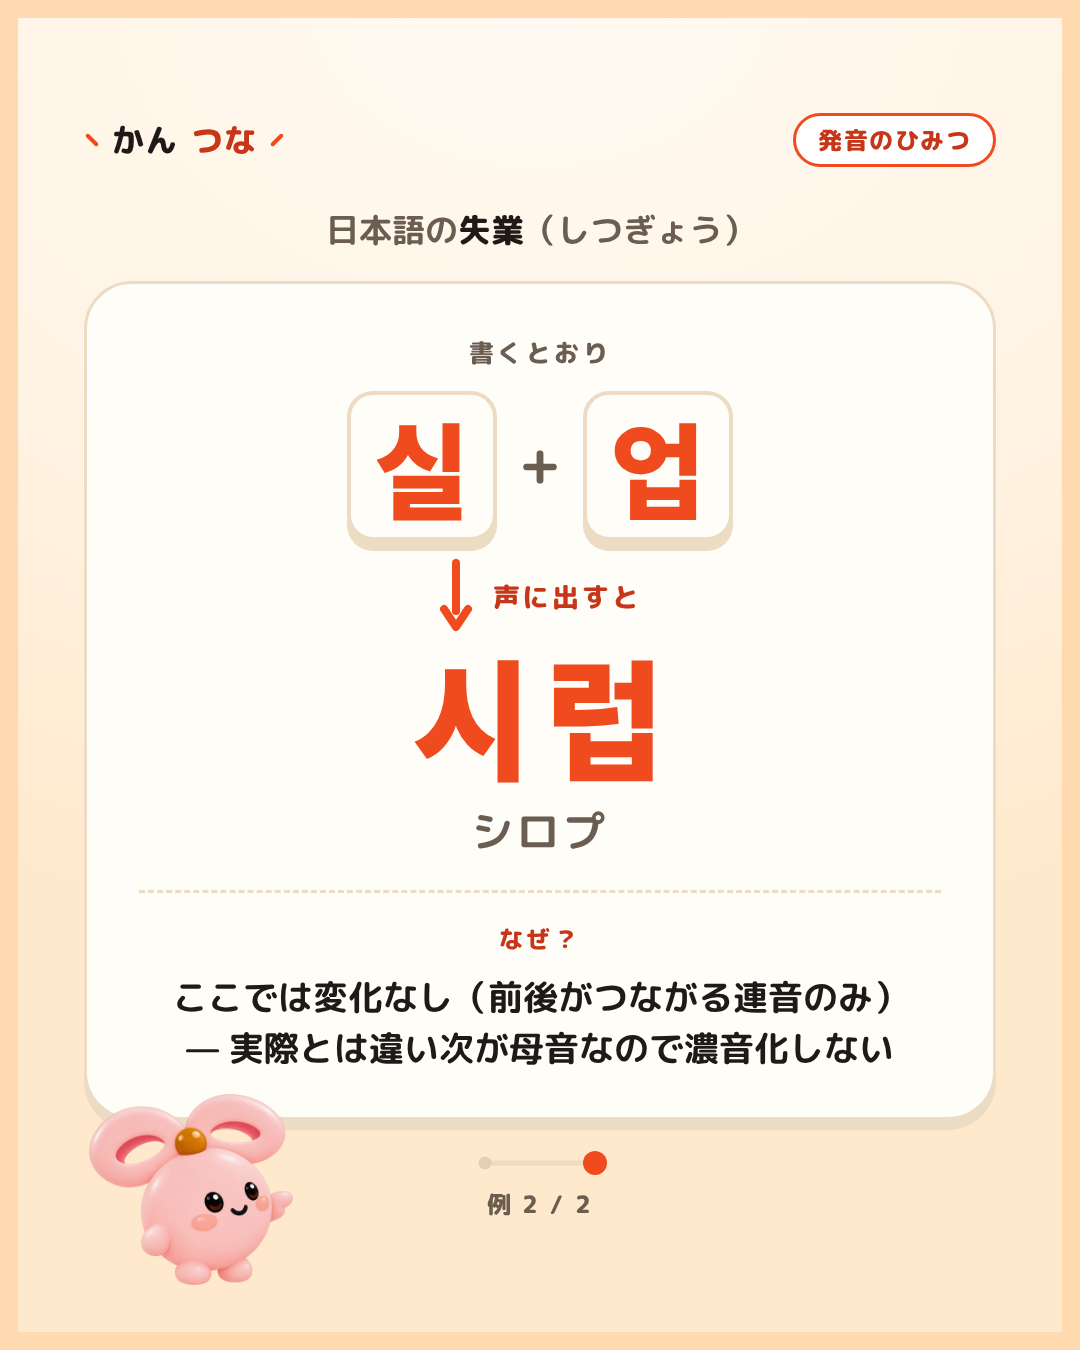 かん つな
発音のひみつ
日本語の失業（しつぎょう）
書くとおり
실 + 업
声に出すと
시럽
シロプ
なぜ？
ここでは変化なし（前後がつながる連音のみ）
— 実際とは違い次が母音なので濃音化しない
例 2 / 2